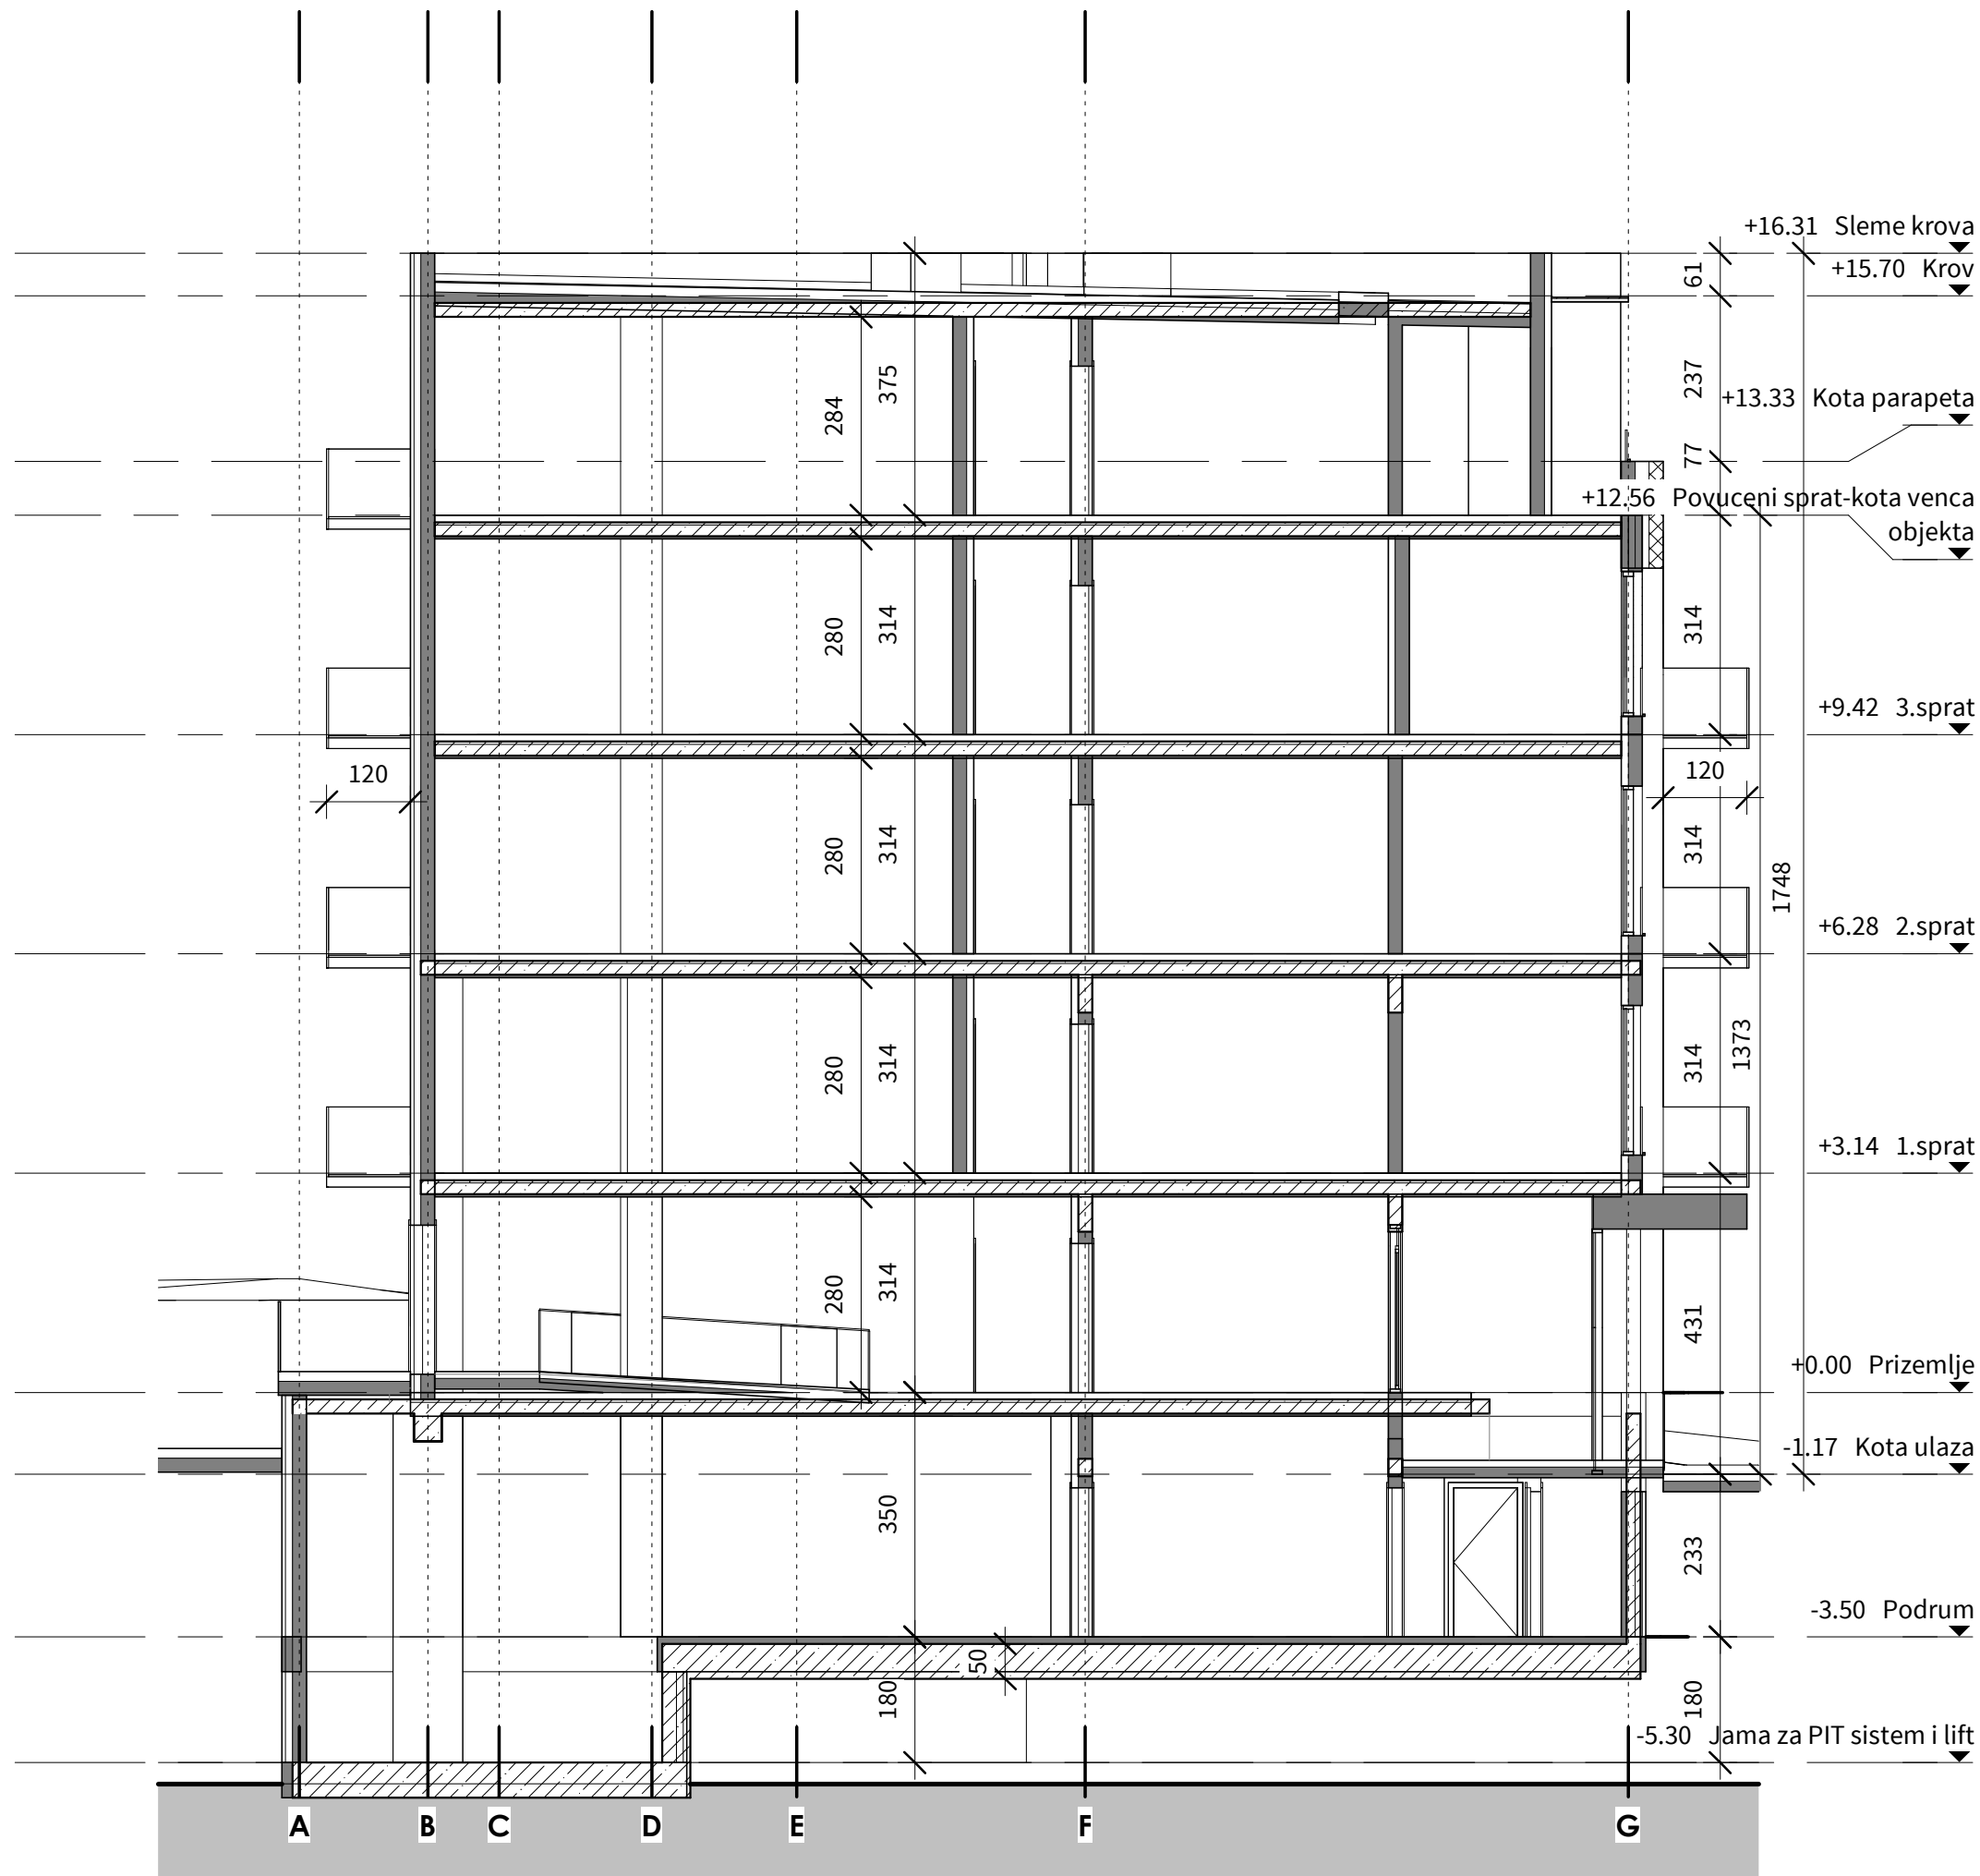 +16.31 Sleme krova
61
+15.70 Krov
375
284
237
+13.33 Kota parapeta
77
+12.56 Povuceni sprat-kota venca
objekta
280
314
314
+9.42 3.sprat
120
120
280
314
314
1748
+6.28 2.sprat
280
314
314
1373
+3.14 1.sprat
280
314
431
+0.00 Prizemlje
-1.17 Kota ulaza
350
233
-3.50 Podrum
50
180
180
-5.30 Jama za PIT sistem i lift
A B C D E F G